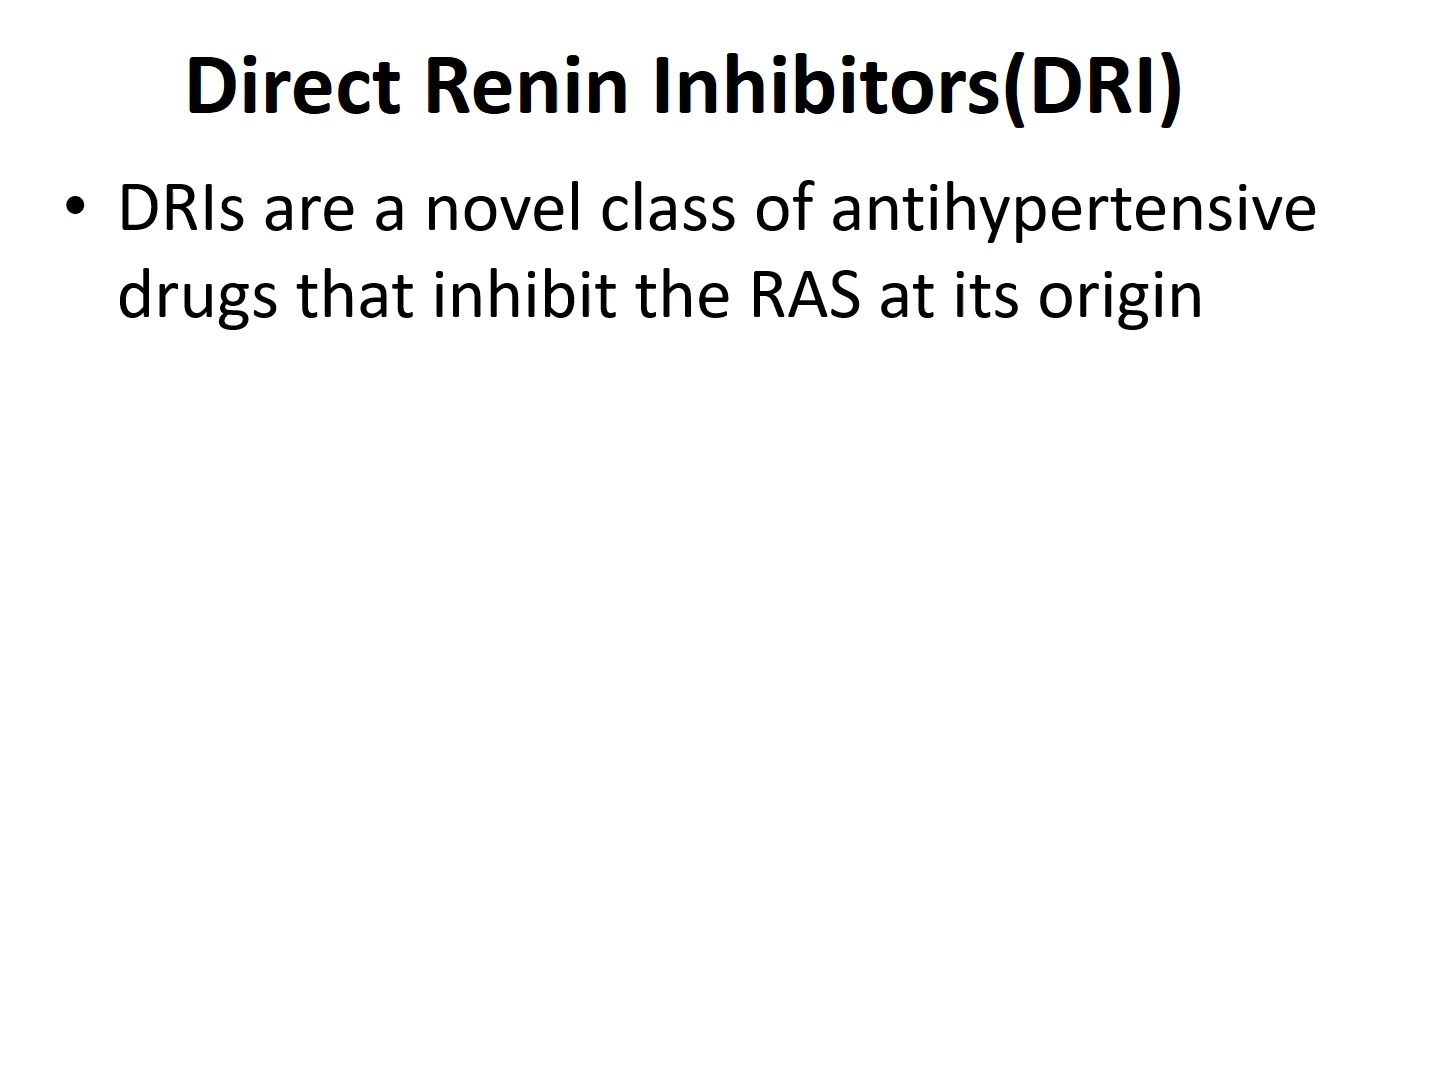 Direct Renin Inhibitors(DRI)
• DRIs are a novel class of antihypertensive
drugs that inhibit the RAS at its origin